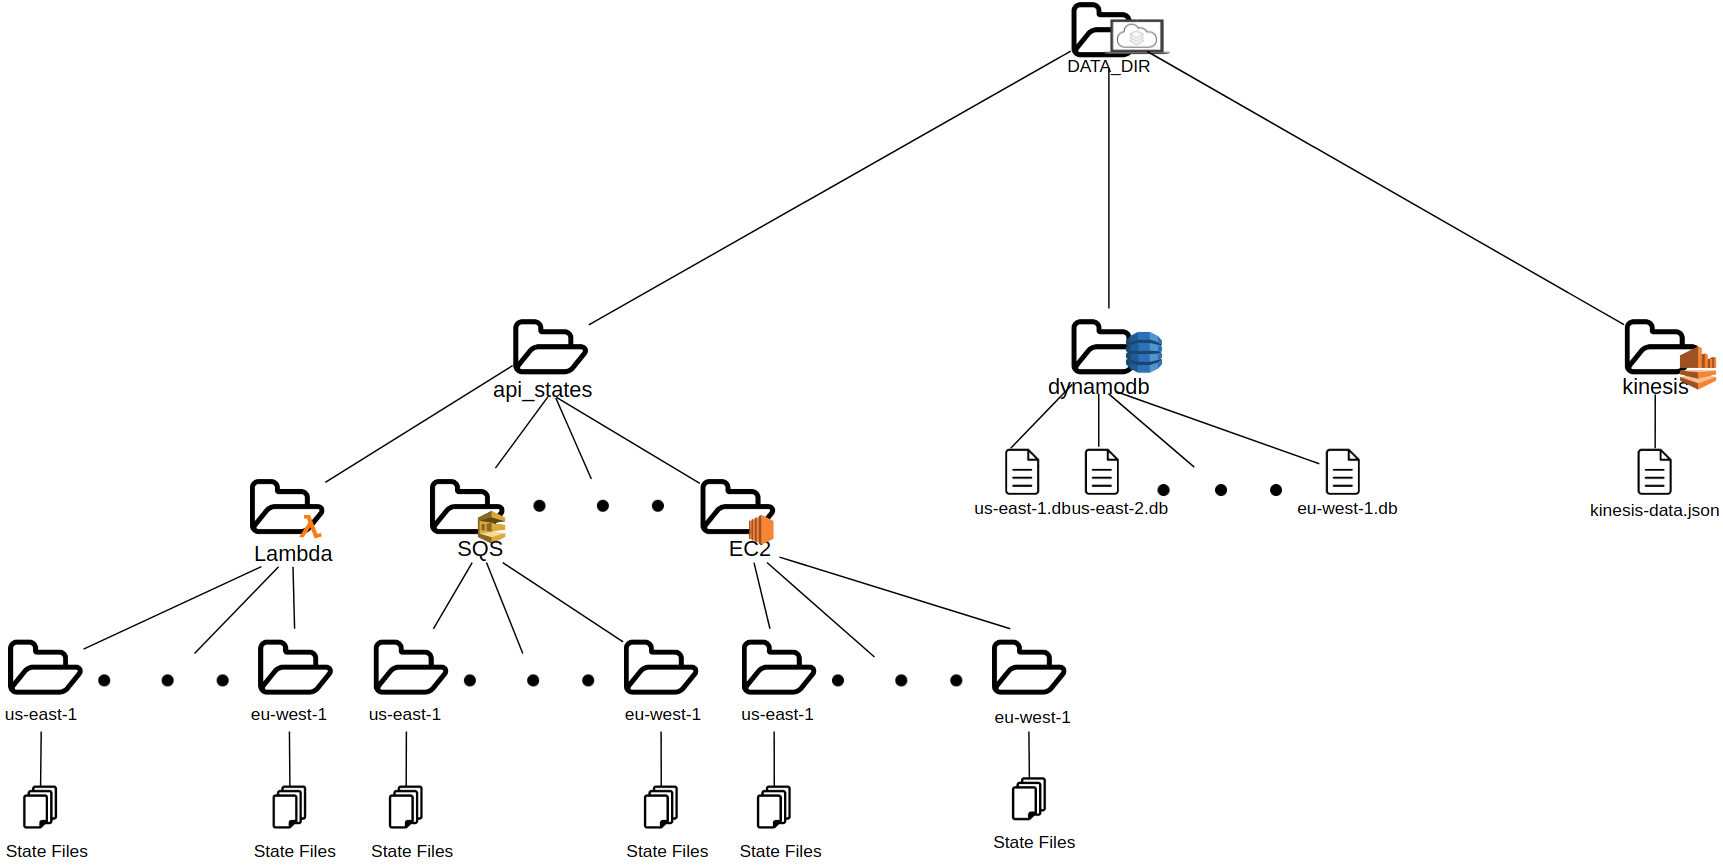 DATA_DIR
api_states
dynamodb
kinesis
us-east-1.db
us-east-2.db
eu-west-1.db
kinesis-data.json
Lambda
SQS
EC2
us-east-1
eu-west-1
us-east-1
eu-west-1
us-east-1
eu-west-1
State Files
State Files
State Files
State Files
State Files
State Files